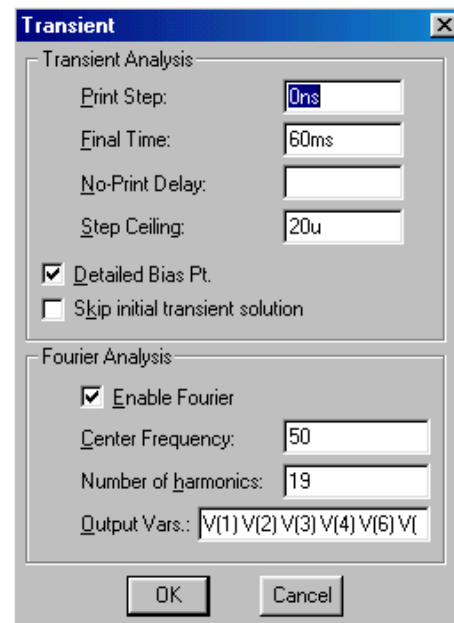 Transient
Transient Analysis
Print Step: 0ns
Final Time: 60ms
No-Print Delay:
Step Ceiling: 20u
Detailed Bias Pt.
Skip initial transient solution
Fourier Analysis
Enable Fourier
Center Frequency: 50
Number of harmonics: 19
Output Vars.: V(1) V(2) V(3) V(4) V(6) V(
OK Cancel